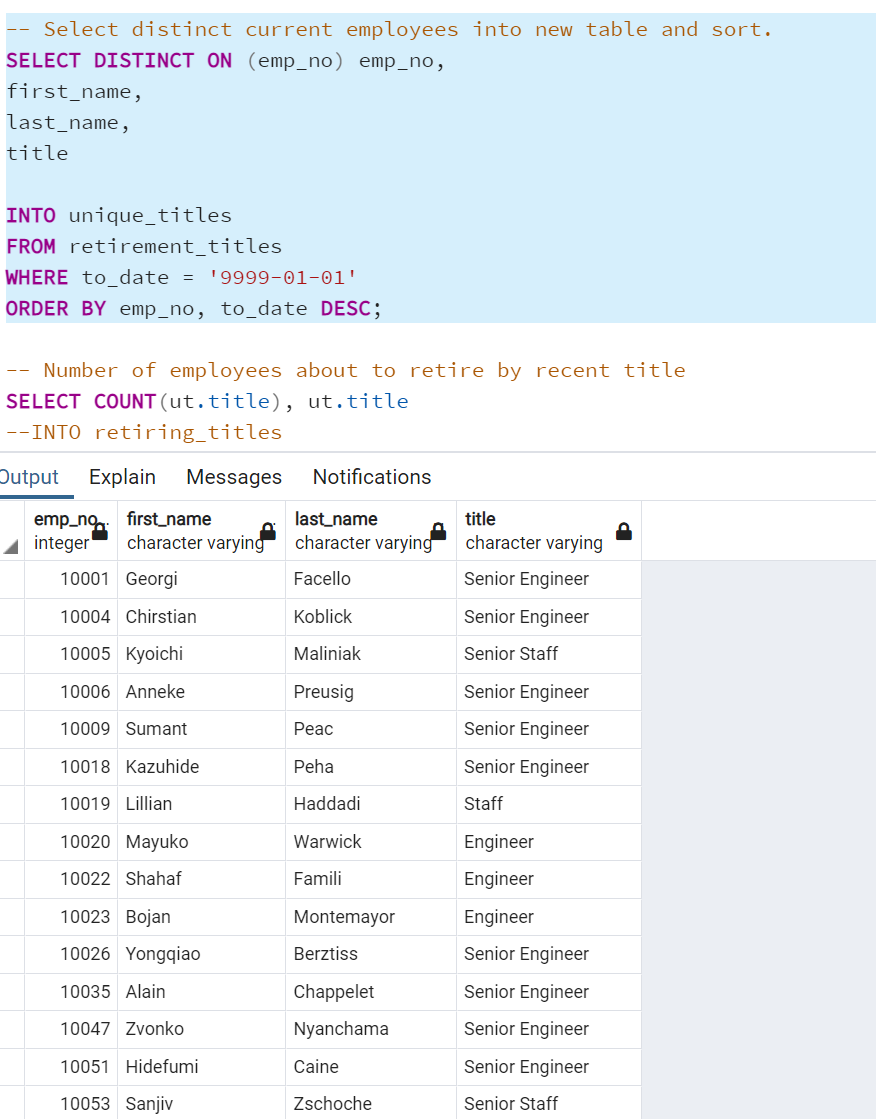 -- Select distinct current employees into new table and sort.
SELECT DISTINCT ON (emp_no) emp_no,
first_name,
last_name,
title
INTO unique_titles
FROM retirement_titles
WHERE to_date = '9999-01-01'
ORDER BY emp_no, to_date DESC;
-- Number of employees about to retire by recent title
SELECT COUNT(ut.title), ut.title
--INTO retiring_titles
Output Explain Messages Notifications
emp_no.. first_name last_name title
integer character varying character varying character varying
10001 Georgi Facello Senior Engineer
10004 Chirstian Koblick Senior Engineer
10005 Kyoichi Maliniak Senior Staff
10006 Anneke Preusig Senior Engineer
10009 Sumant Peac Senior Engineer
10018 Kazuhide Peha Senior Engineer
10019 Lillian Haddadi Staff
10020 Mayuko Warwick Engineer
10022 Shahaf Famili Engineer
10023 Bojan Montemayor Engineer
10026 Yongqiao Berztiss Senior Engineer
10035 Alain Chappelet Senior Engineer
10047 Zvonko Nyanchama Senior Engineer
10051 Hidefumi Caine Senior Engineer
10053 Sanjiv Zschoche Senior Staff